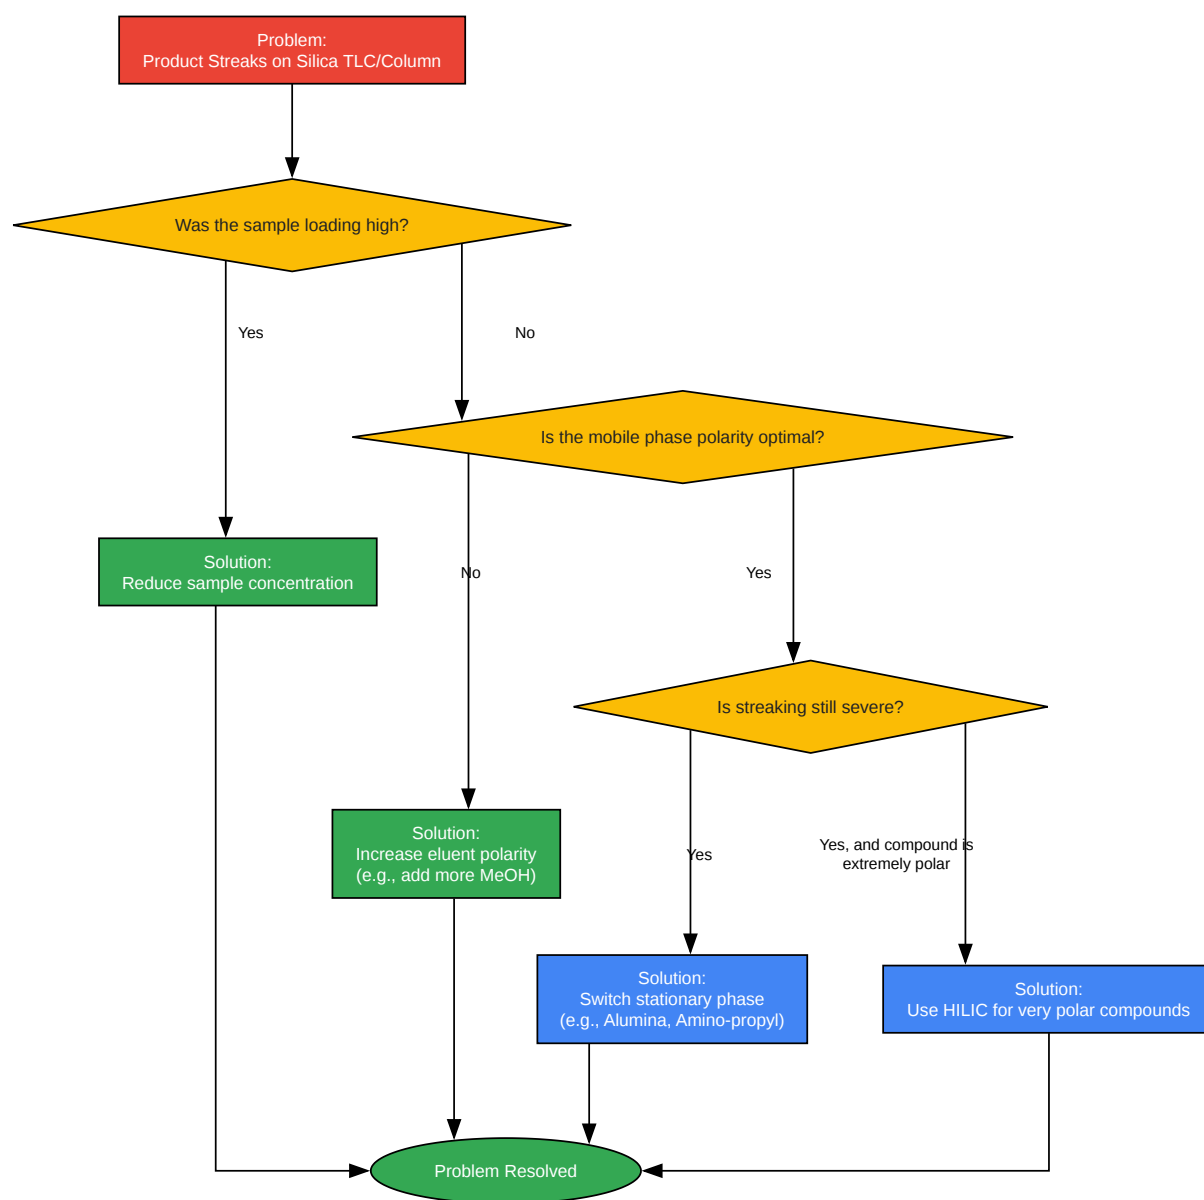 Problem:
Product Streaks on Silica TLC/Column
Was the sample loading high?
Yes
No
Is the mobile phase polarity optimal?
Solution:
Reduce sample concentration
No
Yes
Is streaking still severe?
Solution:
Increase eluent polarity
(e.g., add more MeOH)
Yes
Yes, and compound is
extremely polar
Solution:
Switch stationary phase
(e.g., Alumina, Amino-propyl)
Solution:
Use HILIC for very polar compounds
Problem Resolved